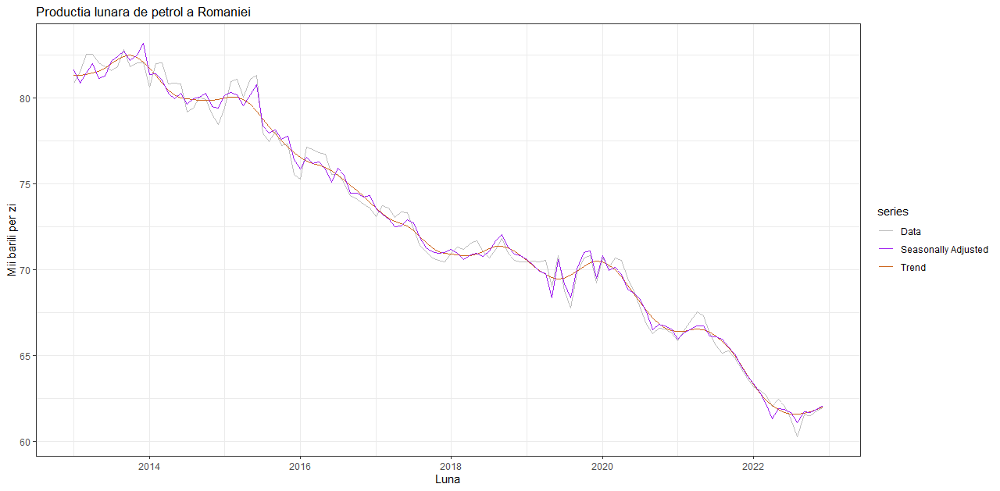 Productia lunara de petrol a Romaniei
Mii barili per zi
80
75
70
65
60
2014
2016
2018
2020
2022
Luna
series
Data
Seasonally Adjusted
Trend